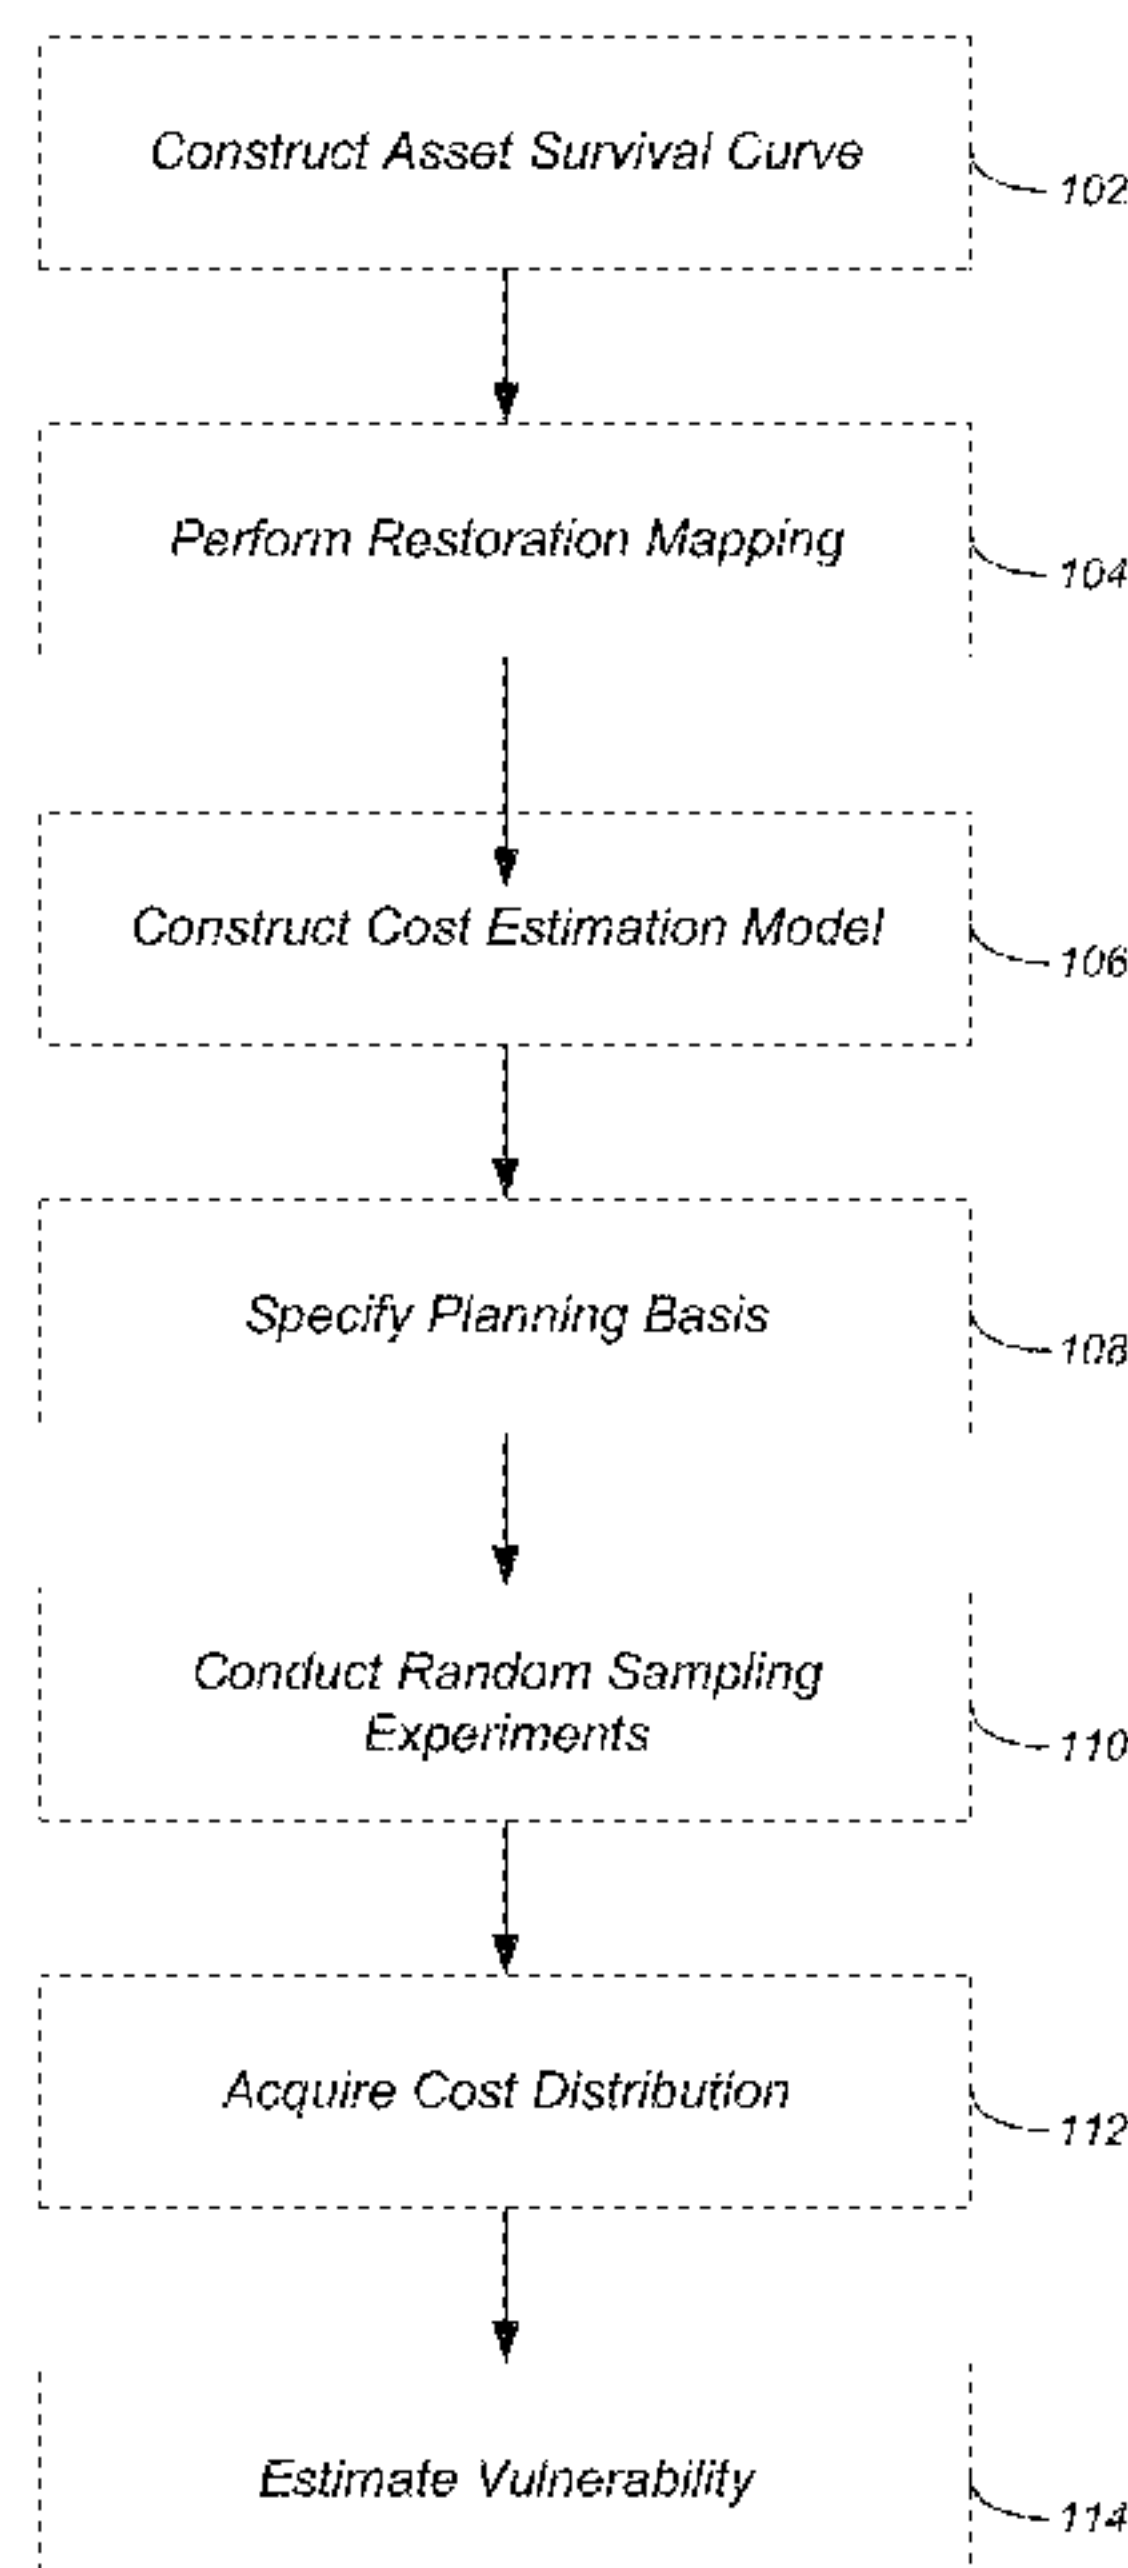 Construct Asset Survival Curve
102
Perform Restoration Mapping
104
Construct Cost Estimation Model
106
Specify Planning Basis
108
Conduct Random Sampling
Experiments
110
Acquire Cost Distribution
112
Estimate Vulnerability
114